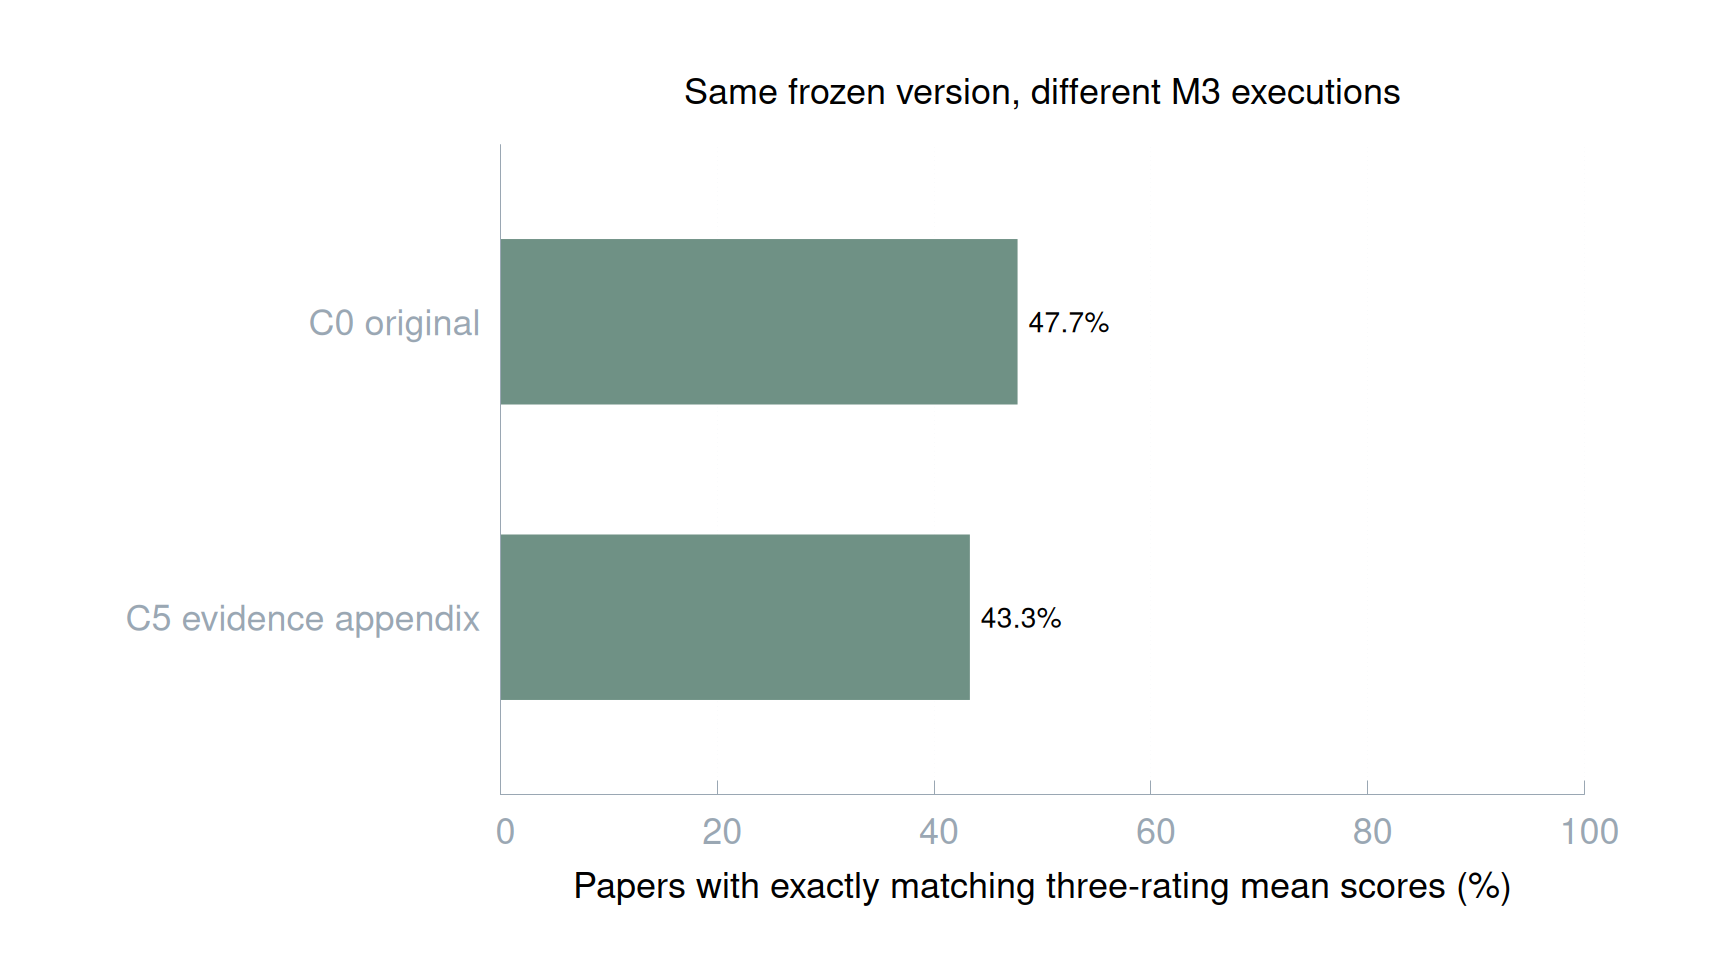 Same frozen version, different M3 executions
C0 original
47.7%
C5 evidence appendix
43.3%
0 20 40 60 80 100
Papers with exactly matching three-rating mean scores (%)